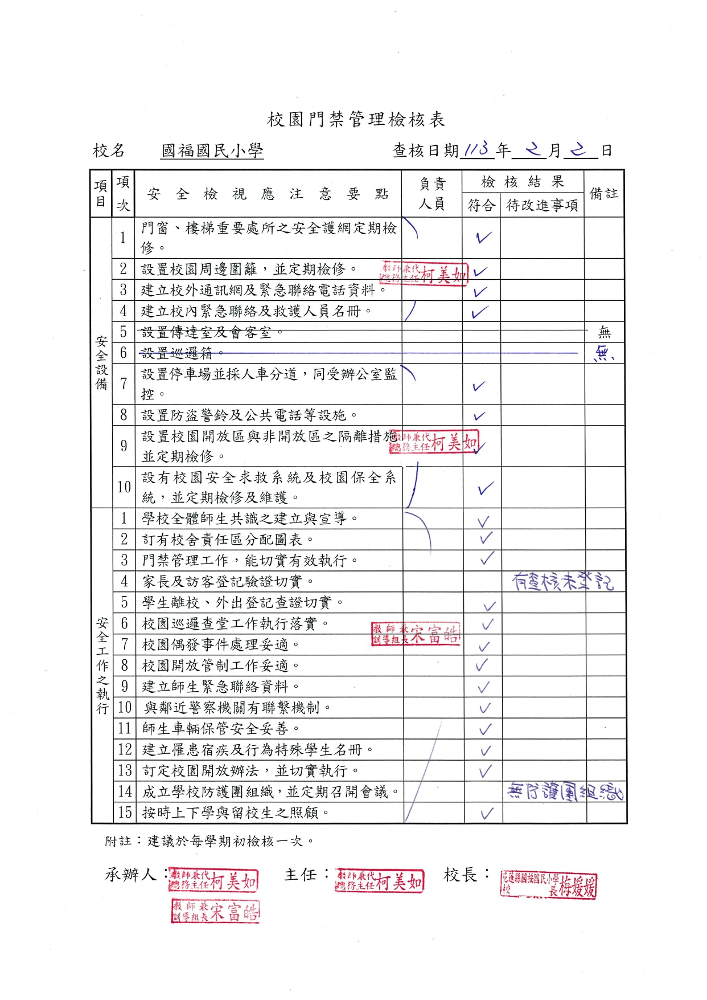 校園門禁管理檢核表
校名 國福國民小學 查核日期113年2月2日
項目 項次 安全檢視應注意要點 負責人員 檢核結果 備註
符合 待改進事項
安全設備
1 門窗、樓梯重要處所之安全護網定期檢
修。 ✓
2 設置校園周邊圍籬，並定期檢修。 ✓
教師兼代
總務主任 柯美如
3 建立校外通訊網及緊急聯絡電話資料。 ✓
4 建立校內緊急聯絡及救護人員名冊。 ✓
5 設置傳達室及會客室。 無
6 設置巡邏箱。 無、
7 設置停車場並採人車分道，同受辦公室監
控。 ✓
8 設置防盜警鈴及公共電話等設施。 ✓
9 設置校園開放區與非開放區之隔離措施
並定期檢修。 ✓
教師兼代
總務主任 柯美如
10 設有校園安全求救系統及校園保全系
統，並定期檢修及維護。 ✓
安全工作之執行
1 學校全體師生共識之建立與宣導。 ✓
2 訂有校舍責任區分配圖表。 ✓
3 門禁管理工作，能切實有效執行。 ✓
4 家長及訪客登記驗證切實。 有查核未登記
5 學生離校、外出登記查證切實。 ✓
6 校園巡邏查堂工作執行落實。 ✓
教師兼
訓導組長 宋富皓
7 校園偶發事件處理妥適。 ✓
8 校園開放管制工作妥適。 ✓
9 建立師生緊急聯絡資料。 ✓
10 與鄰近警察機關有聯繫機制。 ✓
11 師生車輛保管安全妥善。 ✓
12 建立罹患宿疾及行為特殊學生名冊。 ✓
13 訂定校園開放辦法，並切實執行。 ✓
14 成立學校防護團組織，並定期召開會議。 無防護團組織
15 按時上下學與留校生之照顧。 ✓
附註：建議於每學期初檢核一次。
承辦人： 教師兼代總務主任 柯美如 主任： 教師兼代總務主任 柯美如 校長： 花蓮縣國福國民小學校長 梅媛媛
教師兼
訓導組長 宋富皓